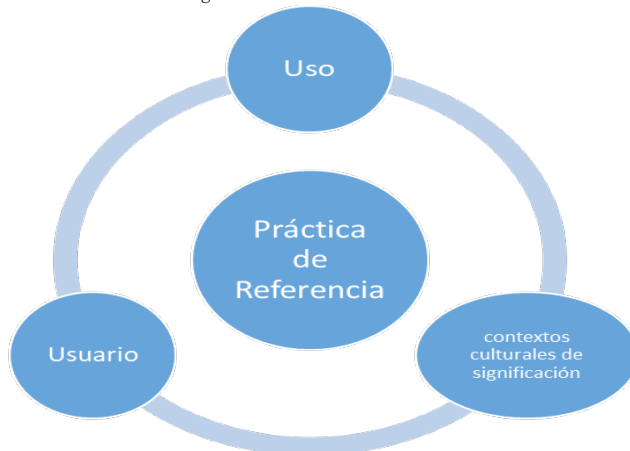 Uso
Práctica
de
Referencia
Usuario
contextos
culturales de
significación